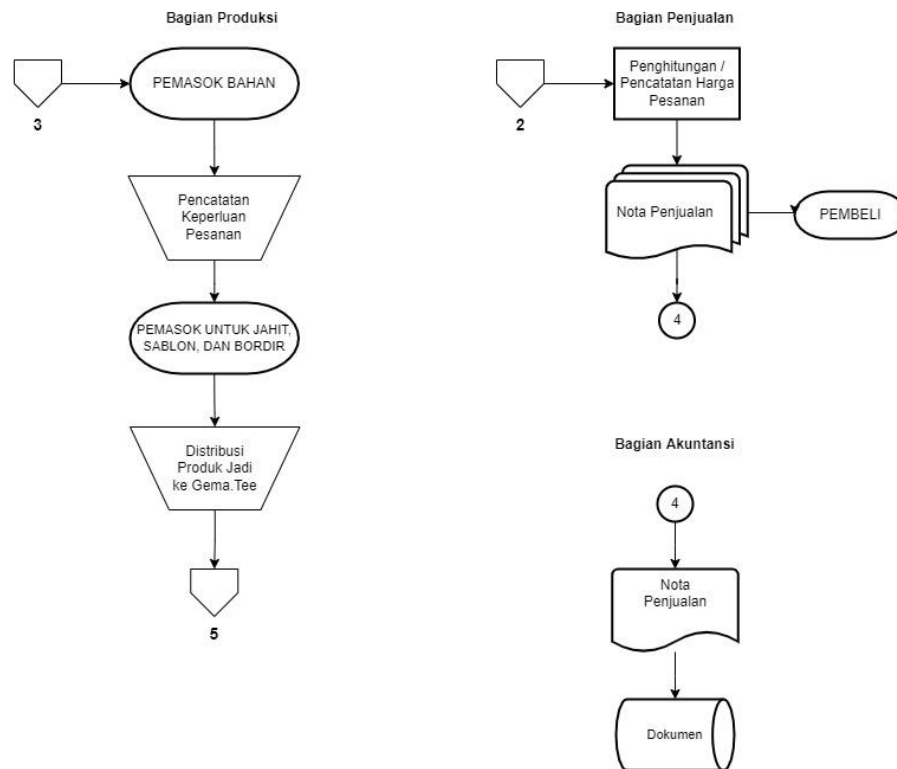 Bagian Produksi
3
PEMASOK BAHAN
Pencatatan
Keperluan
Pesanan
PEMASOK UNTUK JAHIT,
SABLON, DAN BORDIR
Distribusi
Produk Jadi
ke Gema.Tee
5
Bagian Penjualan
2
Penghitungan /
Pencatatan Harga
Pesanan
Nota Penjualan
PEMBELI
4
Bagian Akuntansi
4
Nota
Penjualan
Dokumen